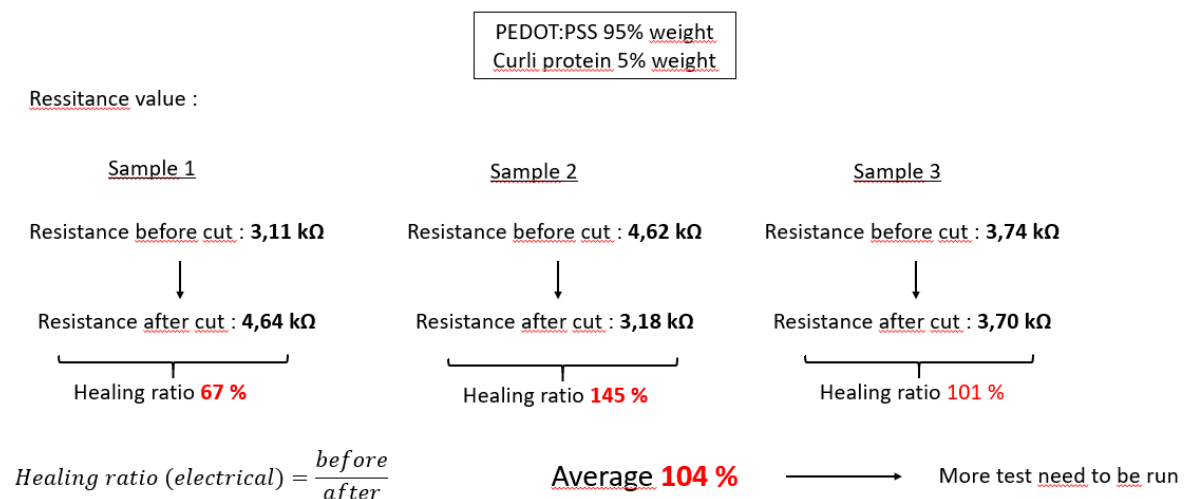 PEDOT:PSS 95% weight
Curli protein 5% weight
Ressitance value :
Sample 1
Sample 2
Sample 3
Resistance before cut : 3,11 kΩ
Resistance before cut : 4,62 kΩ
Resistance before cut : 3,74 kΩ
Resistance after cut : 4,64 kΩ
Resistance after cut : 3,18 kΩ
Resistance after cut : 3,70 kΩ
Healing ratio 67 %
Healing ratio 145 %
Healing ratio 101 %
Healing ratio (electrical) = before
after
Average 104 %
More test need to be run